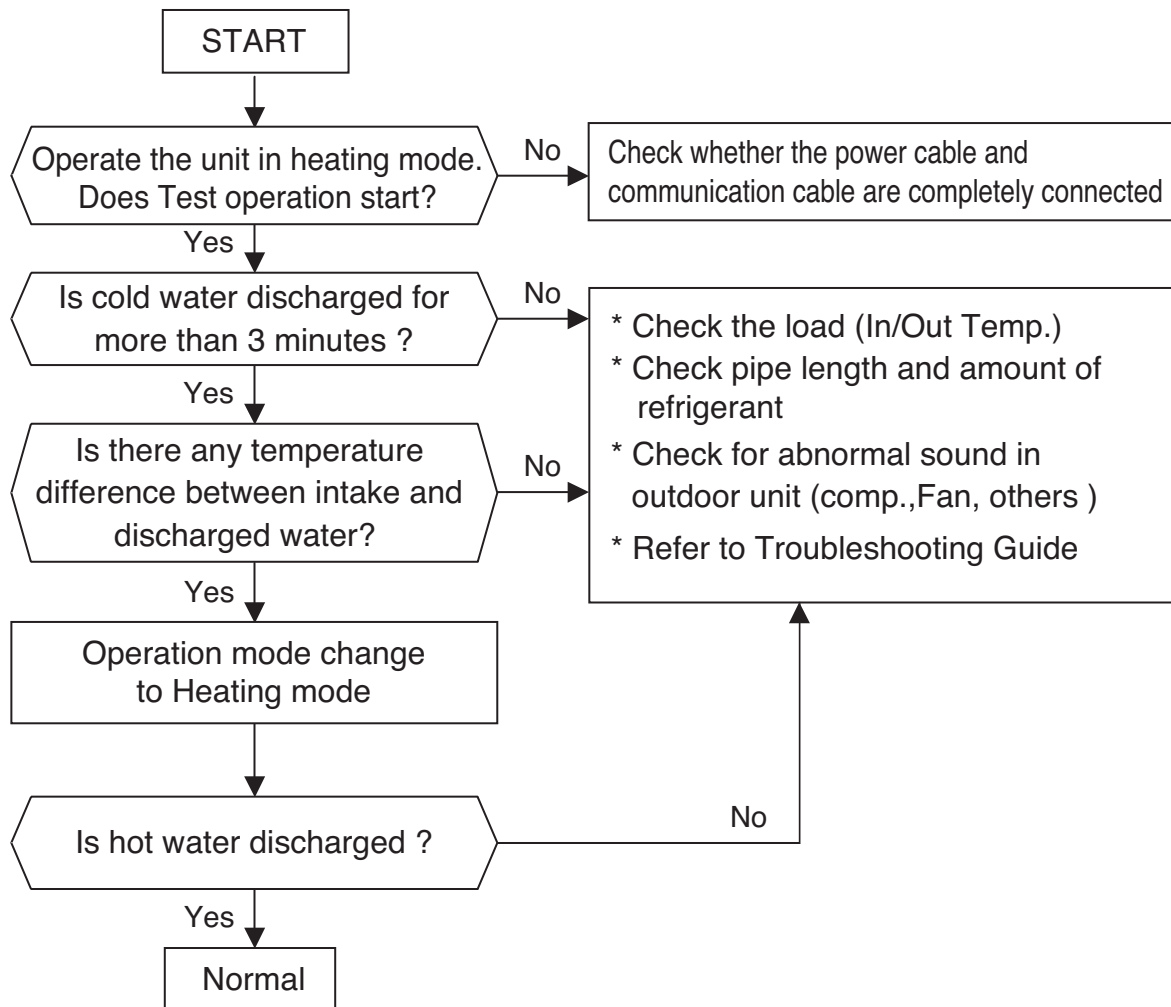 START
Operate the unit in heating mode.
Does Test operation start?
No
Check whether the power cable and
communication cable are completely connected
Yes
Is cold water discharged for
more than 3 minutes ?
No
* Check the load (In/Out Temp.)
* Check pipe length and amount of
refrigerant
* Check for abnormal sound in
outdoor unit (comp.,Fan, others )
* Refer to Troubleshooting Guide
Yes
Is there any temperature
difference between intake and
discharged water?
No
Yes
Operation mode change
to Heating mode
Is hot water discharged ?
No
Yes
Normal